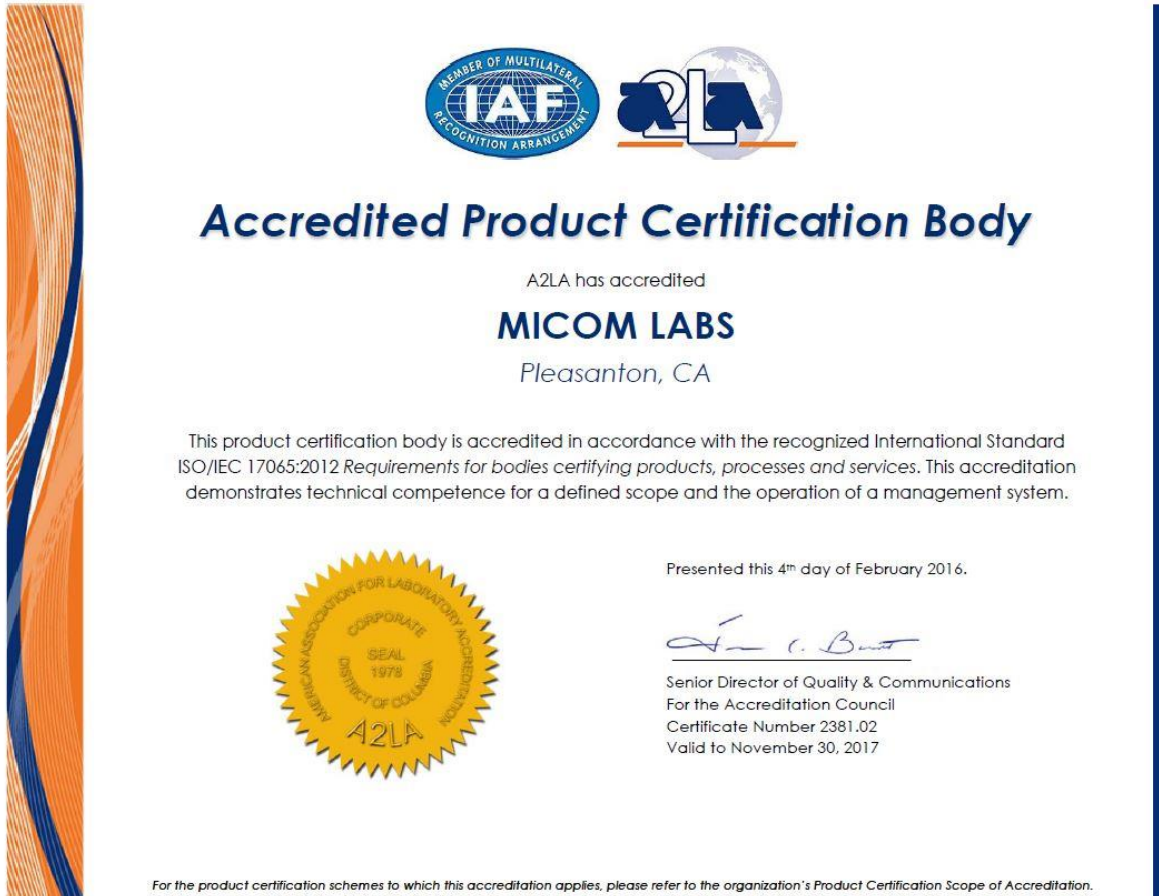 MEMBER OF MULTILATERAL
IAF
RECOGNITION ARRANGEMENT
a2la
Accredited Product Certification Body
A2LA has accredited
MICOM LABS
Pleasanton, CA
This product certification body is accredited in accordance with the recognized International Standard
ISO/IEC 17065:2012 Requirements for bodies certifying products, processes and services. This accreditation
demonstrates technical competence for a defined scope and the operation of a management system.
AMERICAN ASSOCIATION FOR LABORATORY ACCREDITATION
CORPORATE
SEAL
1978
DISTRICT OF COLUMBIA
A2LA
Presented this 4th day of February 2016.
Senior Director of Quality & Communications
For the Accreditation Council
Certificate Number 2381.02
Valid to November 30, 2017
For the product certification schemes to which this accreditation applies, please refer to the organization's Product Certification Scope of Accreditation.